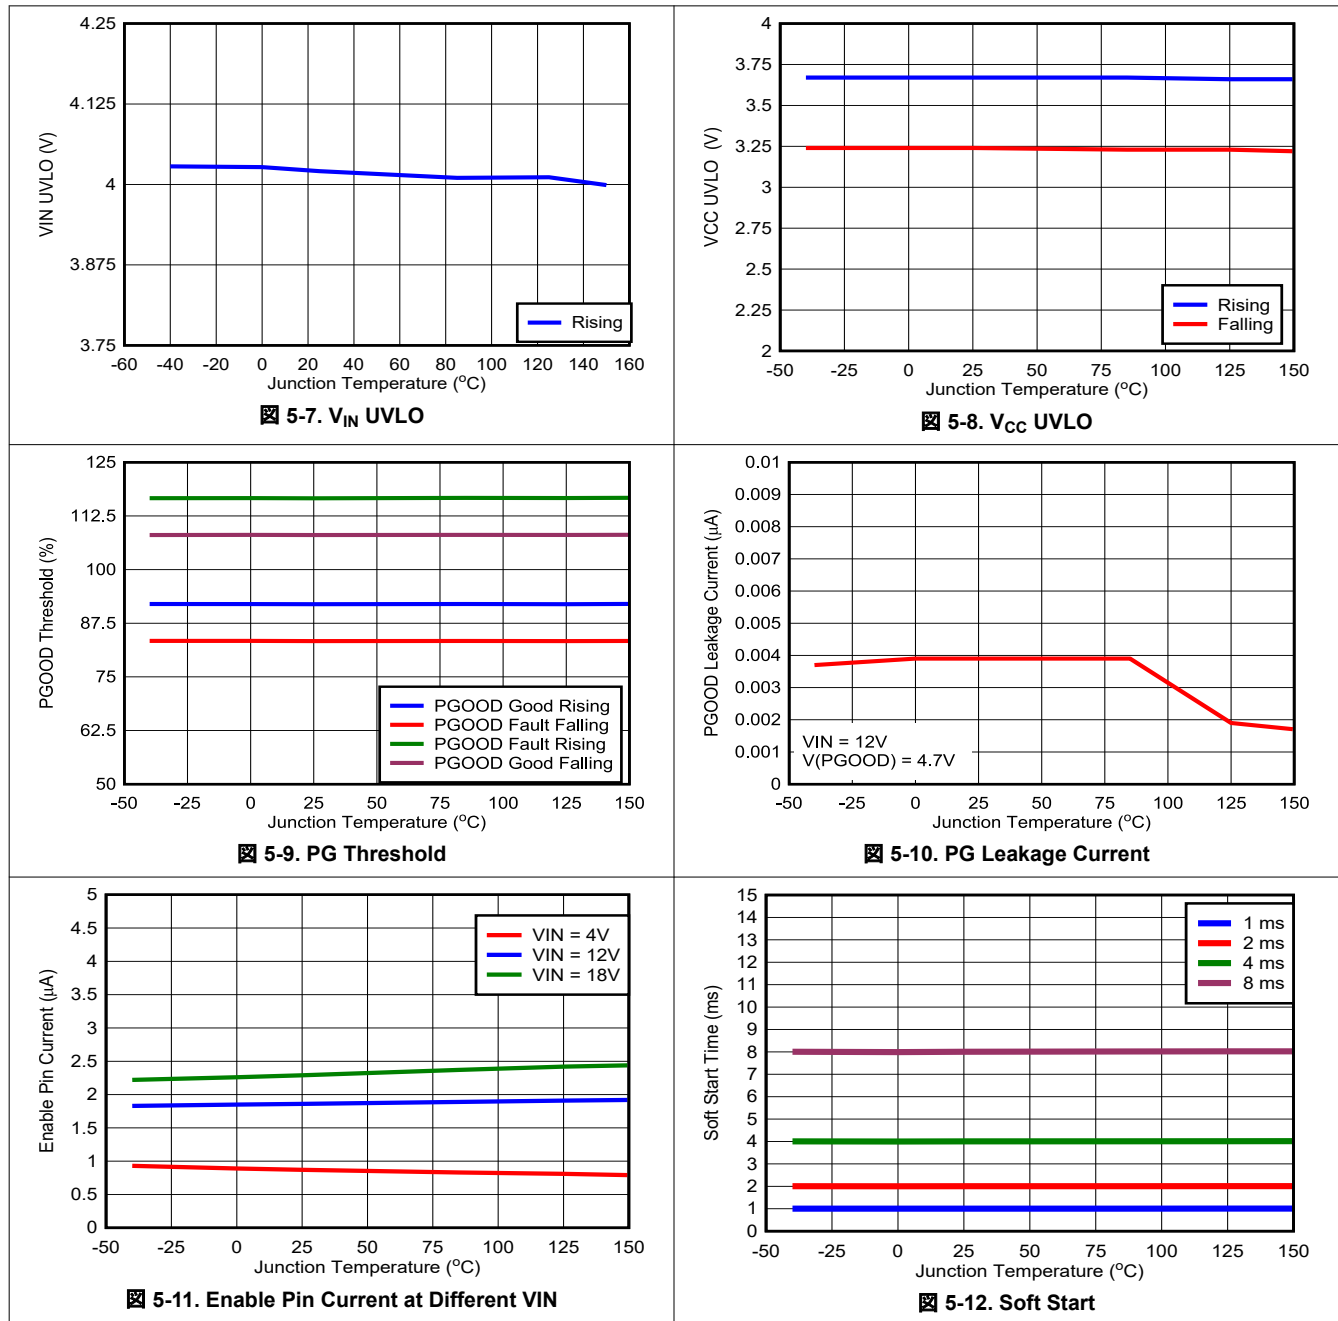 4.25
4.125
4
3.875
3.75
VIN UVLO (V)
Rising
-60 -40 -20 0 20 40 60 80 100 120 140 160
Junction Temperature (°C)
図 5-7. VIN UVLO
4
3.75
3.5
3.25
3
2.75
2.5
2.25
2
VCC UVLO (V)
Rising
Falling
-50 -25 0 25 50 75 100 125 150
Junction Temperature (°C)
図 5-8. VCC UVLO
125
112.5
100
87.5
75
62.5
50
PGOOD Threshold (%)
PGOOD Good Rising
PGOOD Fault Falling
PGOOD Fault Rising
PGOOD Good Falling
-50 -25 0 25 50 75 100 125 150
Junction Temperature (°C)
図 5-9. PG Threshold
0.01
0.009
0.008
0.007
0.006
0.005
0.004
0.003
0.002
0.001
0
PGOOD Leakage Current (μA)
VIN = 12V
V(PGOOD) = 4.7V
-50 -25 0 25 50 75 100 125 150
Junction Temperature (°C)
図 5-10. PG Leakage Current
5
4.5
4
3.5
3
2.5
2
1.5
1
0.5
0
Enable Pin Current (μA)
VIN = 4V
VIN = 12V
VIN = 18V
-50 -25 0 25 50 75 100 125 150
Junction Temperature (°C)
図 5-11. Enable Pin Current at Different VIN
15
14
13
12
11
10
9
8
7
6
5
4
3
2
1
0
Soft Start Time (ms)
1 ms
2 ms
4 ms
8 ms
-50 -25 0 25 50 75 100 125 150
Junction Temperature (°C)
図 5-12. Soft Start